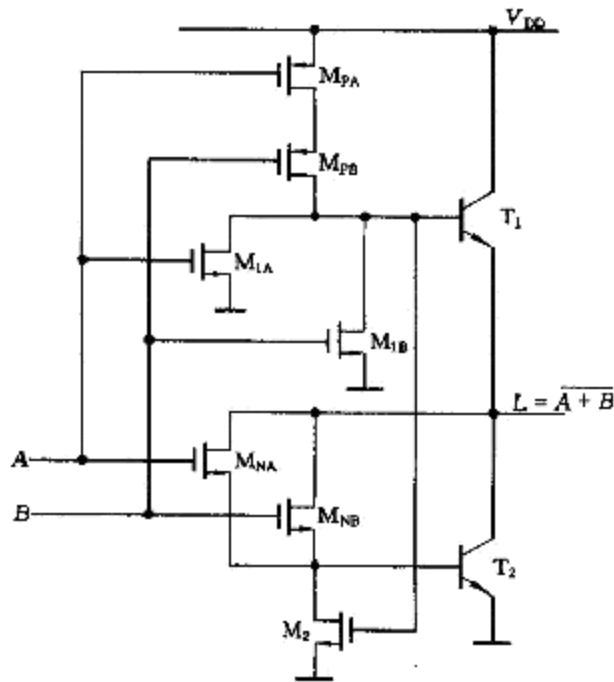 V_DD
M_PA
M_PB
T_1
M_1A
M_1B
L = \overline{A + B}
A
M_NA
B
M_NB
T_2
M_2